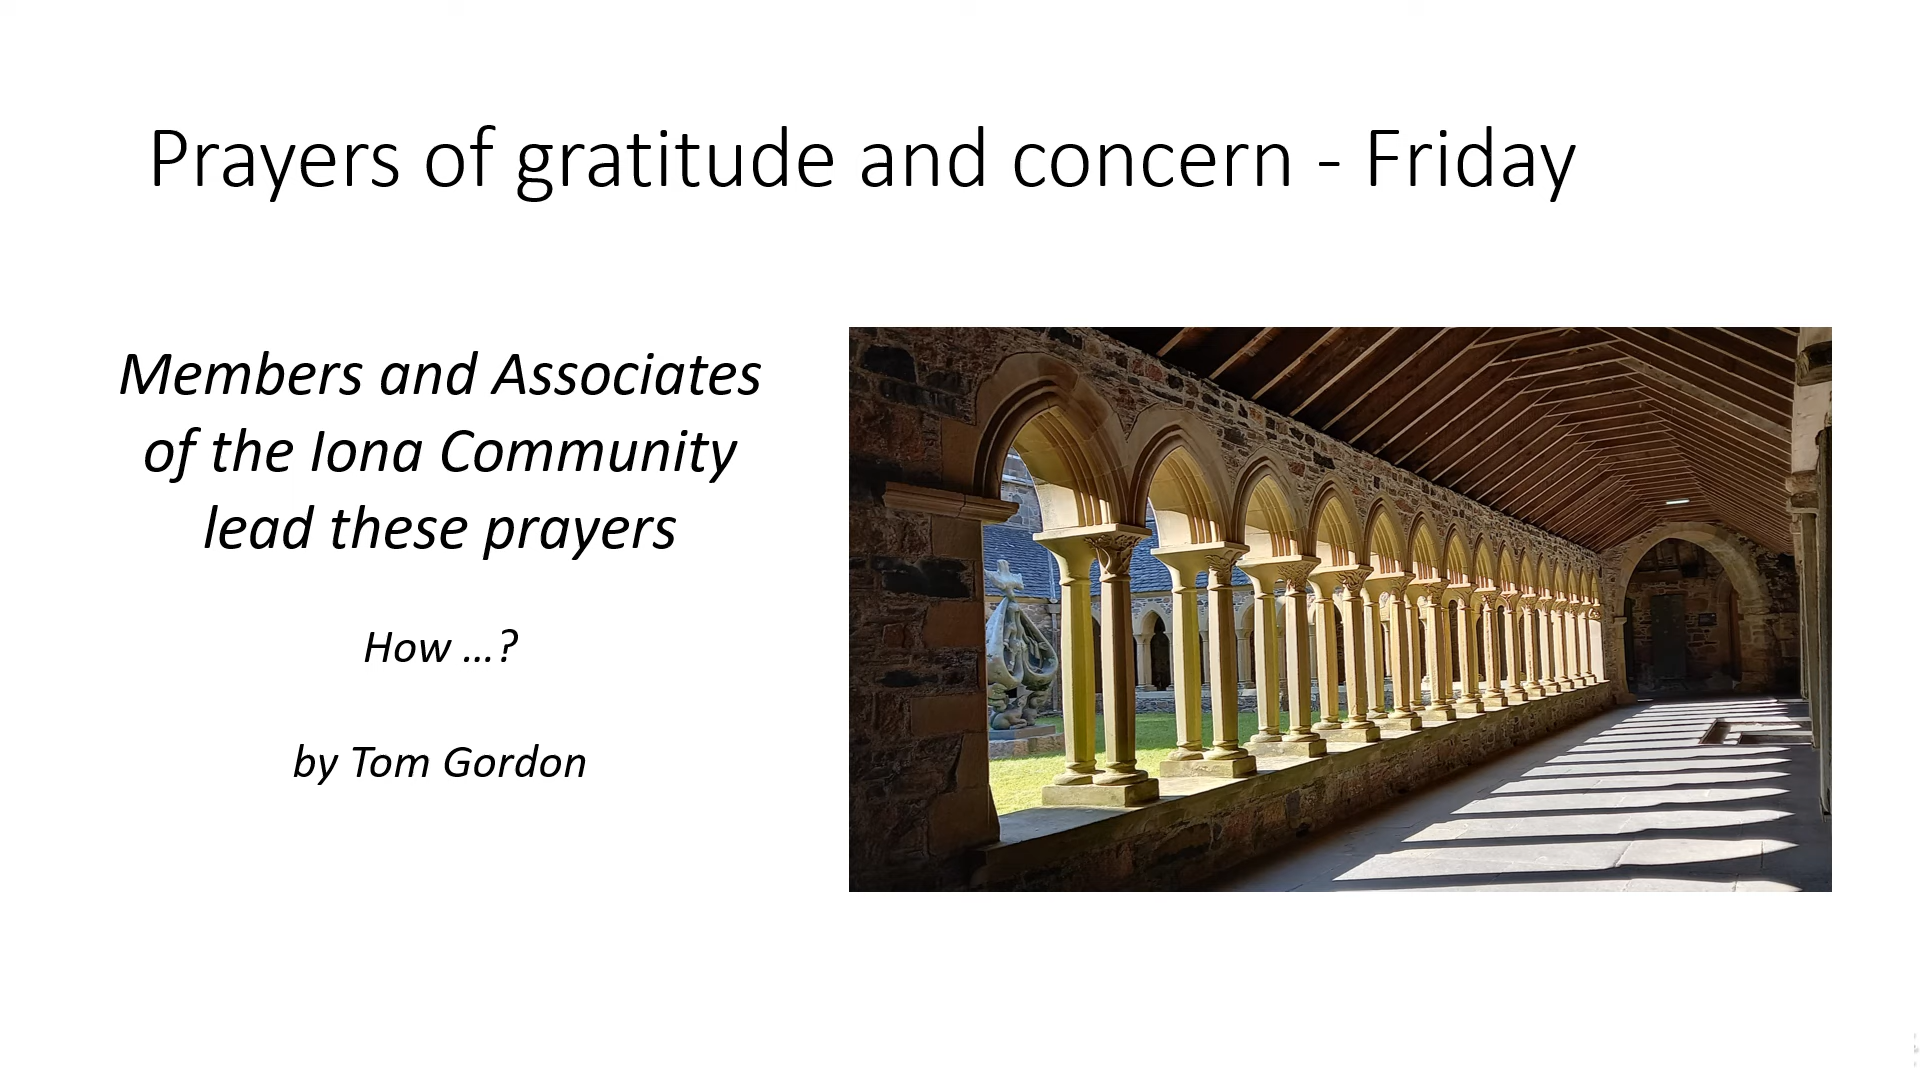 Prayers of gratitude and concern - Friday
Members and Associates
of the Iona Community
lead these prayers
How …?
by Tom Gordon